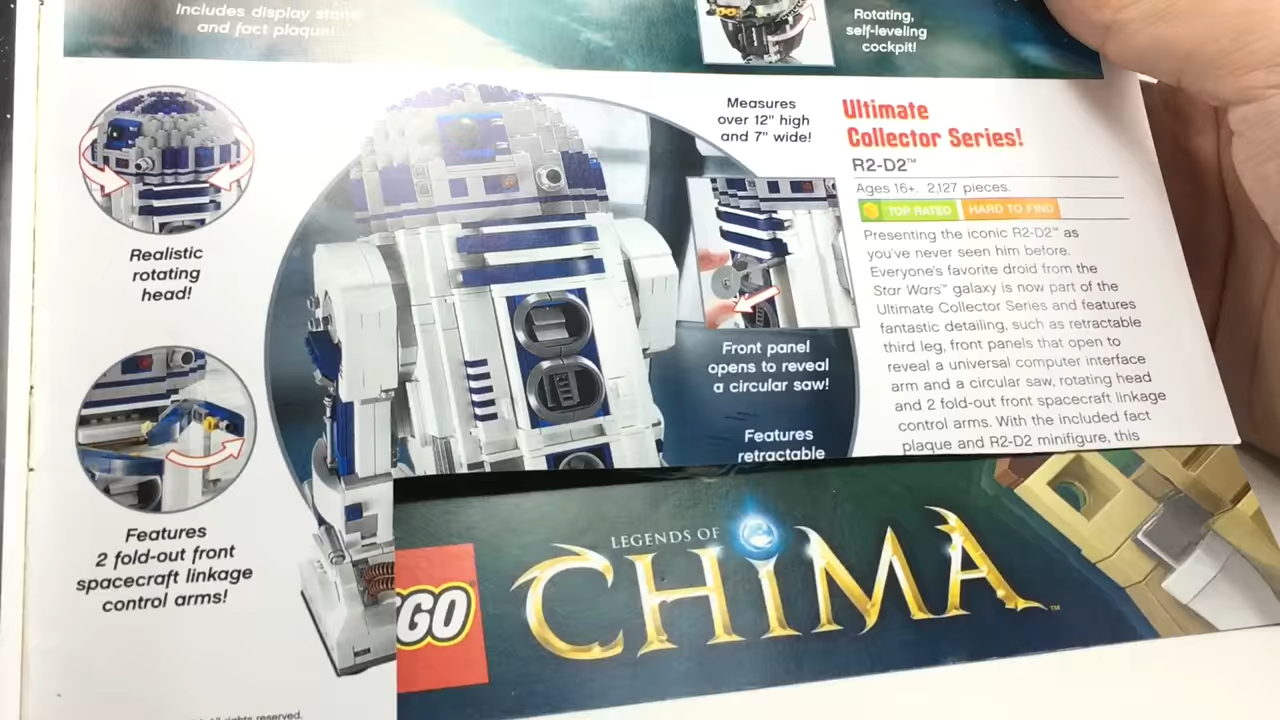 Includes display stand
and fact plaque!
Rotating,
self-leveling
cockpit!
Realistic
rotating
head!
Features
2 fold-out front
spacecraft linkage
control arms!
Measures
over 12" high
and 7" wide!
Front panel
opens to reveal
a circular saw!
Features
retractable
Ultimate
Collector Series!
R2-D2™
Ages 16+. 2,127 pieces.
TOP RATED HARD TO FIND
Presenting the iconic R2-D2™ as
you've never seen him before.
Everyone's favorite droid from the
Star Wars™ galaxy is now part of the
Ultimate Collector Series and features
fantastic detailing, such as retractable
third leg, front panels that open to
reveal a universal computer interface
arm and a circular saw, rotating head
and 2 fold-out front spacecraft linkage
control arms. With the included fact
plaque and R2-D2 minifigure, this
GO
LEGENDS OF
CHIMA™
All rights reserved.